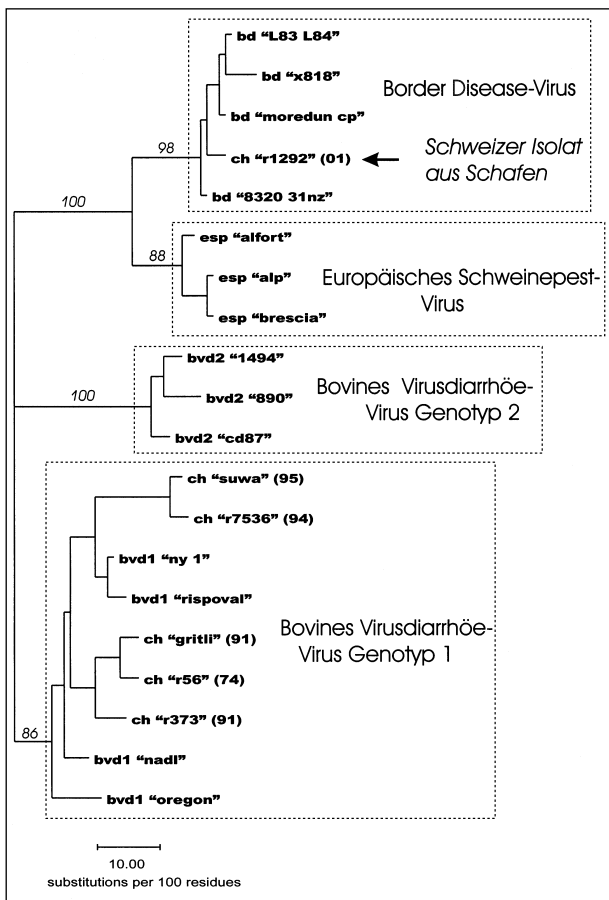 bd “L83 L84”
bd “x818”
Border Disease-Virus
bd “moredun cp”
98
ch “r1292” (01)
Schweizer Isolat
aus Schafen
bd “8320 31nz”
100
esp “alfort”
88
esp “alp”
Europäisches Schweinepest-
Virus
esp “brescia”
bvd2 “1494”
100
bvd2 “890”
Bovines Virusdiarrhöe-
Virus Genotyp 2
bvd2 “cd87”
ch “suwa” (95)
ch “r7536” (94)
bvd1 “ny 1”
bvd1 “rispoval”
Bovines Virusdiarrhöe-
Virus Genotyp 1
ch “gritli” (91)
ch “r56” (74)
ch “r373” (91)
86
bvd1 “nadl”
bvd1 “oregon”
10.00
substitutions per 100 residues